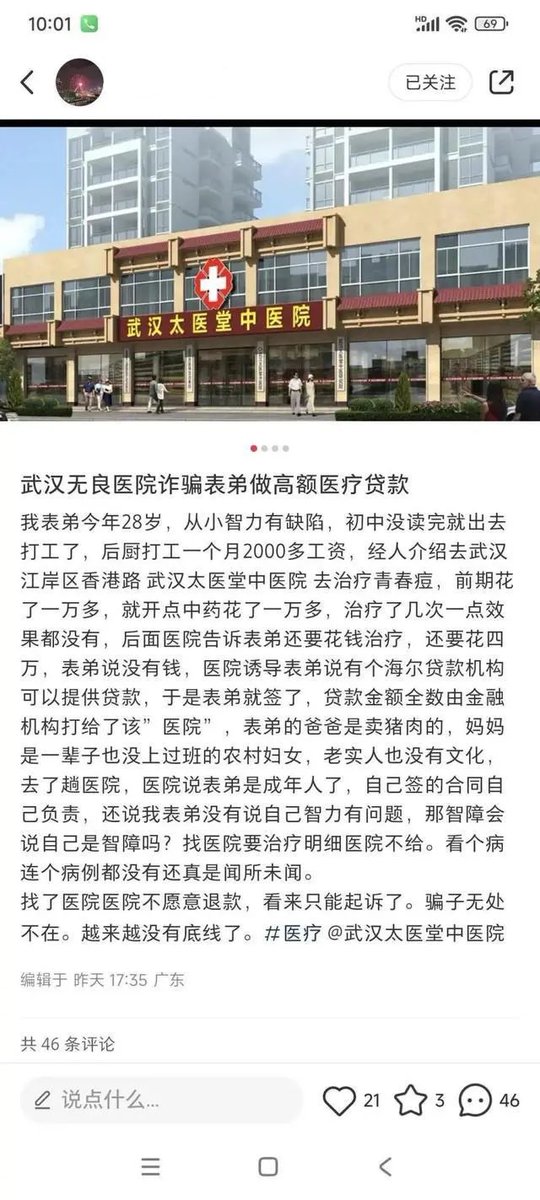 10:01
HD
69
已关注
武汉太医堂中医院
武汉无良医院诈骗表弟做高额医疗贷款
我表弟今年28岁，从小智力有缺陷，初中没读完就出去
打工了，后厨打工一个月2000多工资，经人介绍去武汉
江岸区香港路 武汉太医堂中医院 去治疗青春痘，前期花
了一万多，就开点中药花了一万多，治疗了几次一点效
果都没有，后面医院告诉表弟还要花钱治疗，还要花四
万，表弟说没有钱，医院诱导表弟说有个海尔贷款机构
可以提供贷款，于是表弟就签了，贷款金额全数由金融
机构打给了该”医院”，表弟的爸爸是卖猪肉的，妈妈
是一辈子也没上过班的农村妇女，老实人也没有文化，
去了趟医院，医院说表弟是成年人了，自己签的合同自
己负责，还说我表弟没有说自己智力有问题，那智障会
说自己是智障吗？找医院要治疗明细医院不给。看个病
连个病例都没有还真是闻所未闻。
找了医院医院不愿意退款，看来只能起诉了。骗子无处
不在。越来越没有底线了。#医疗 @武汉太医堂中医院
编辑于 昨天 17:35 广东
共 46 条评论
说点什么...
21
3
46